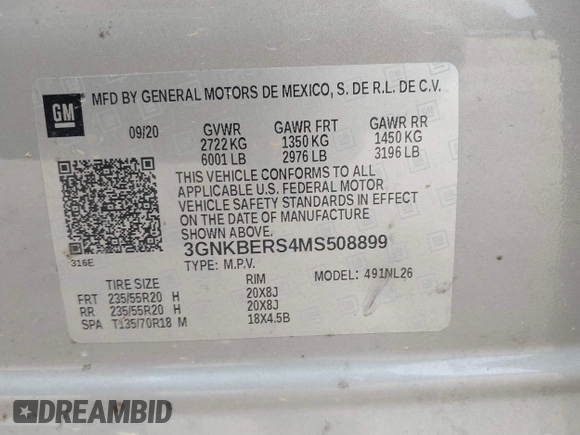 GM
MFD BY GENERAL MOTORS DE MEXICO, S. DE R.L. DE C.V.
09/20 GVWR GAWR FRT GAWR RR
2722 KG 1350 KG 1450 KG
6001 LB 2976 LB 3196 LB
THIS VEHICLE CONFORMS TO ALL
APPLICABLE U.S. FEDERAL MOTOR
VEHICLE SAFETY STANDARDS IN EFFECT
ON THE DATE OF MANUFACTURE
SHOWN ABOVE.
316E
3GNKBERS4MS508899
TYPE: M.P.V. MODEL: 491NL26
TIRE SIZE RIM
FRT 235/55R20 H 20X8J
RR 235/55R20 H 20X8J
SPA T135/70R18 M 18X4.5B
DREAMBID